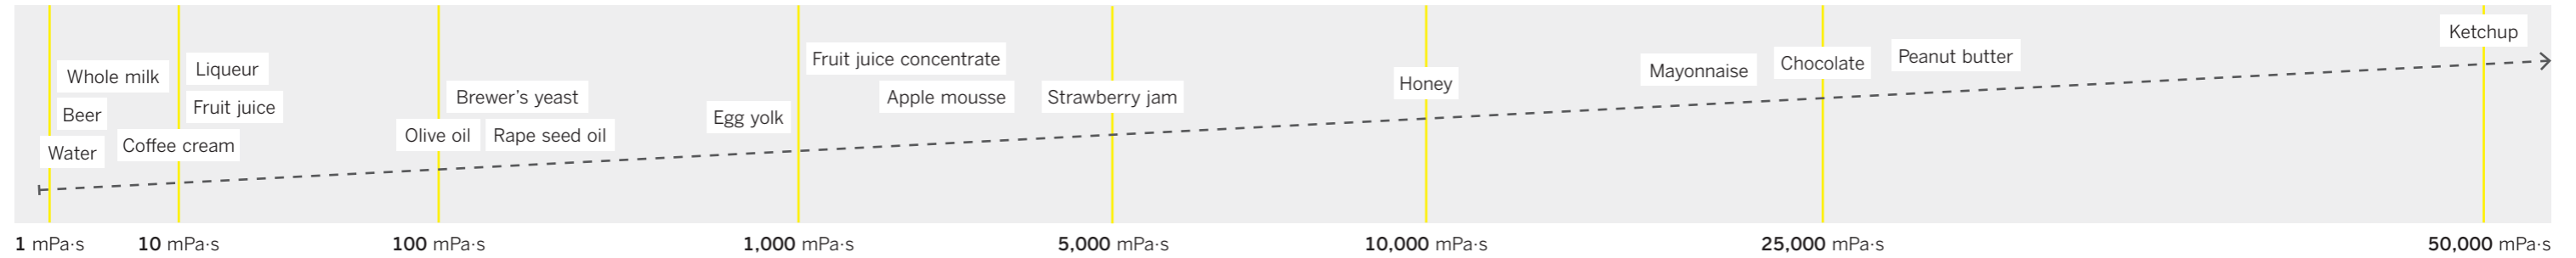 Ketchup
Fruit juice concentrate
Peanut butter
Chocolate
Liqueur
Mayonnaise
Whole milk
Honey
Brewer’s yeast
Apple mousse
Strawberry jam
Fruit juice
Beer
Egg yolk
Olive oil
Rape seed oil
Coffee cream
Water
1 mPa·s
10 mPa·s
100 mPa·s
1,000 mPa·s
5,000 mPa·s
10,000 mPa·s
25,000 mPa·s
50,000 mPa·s